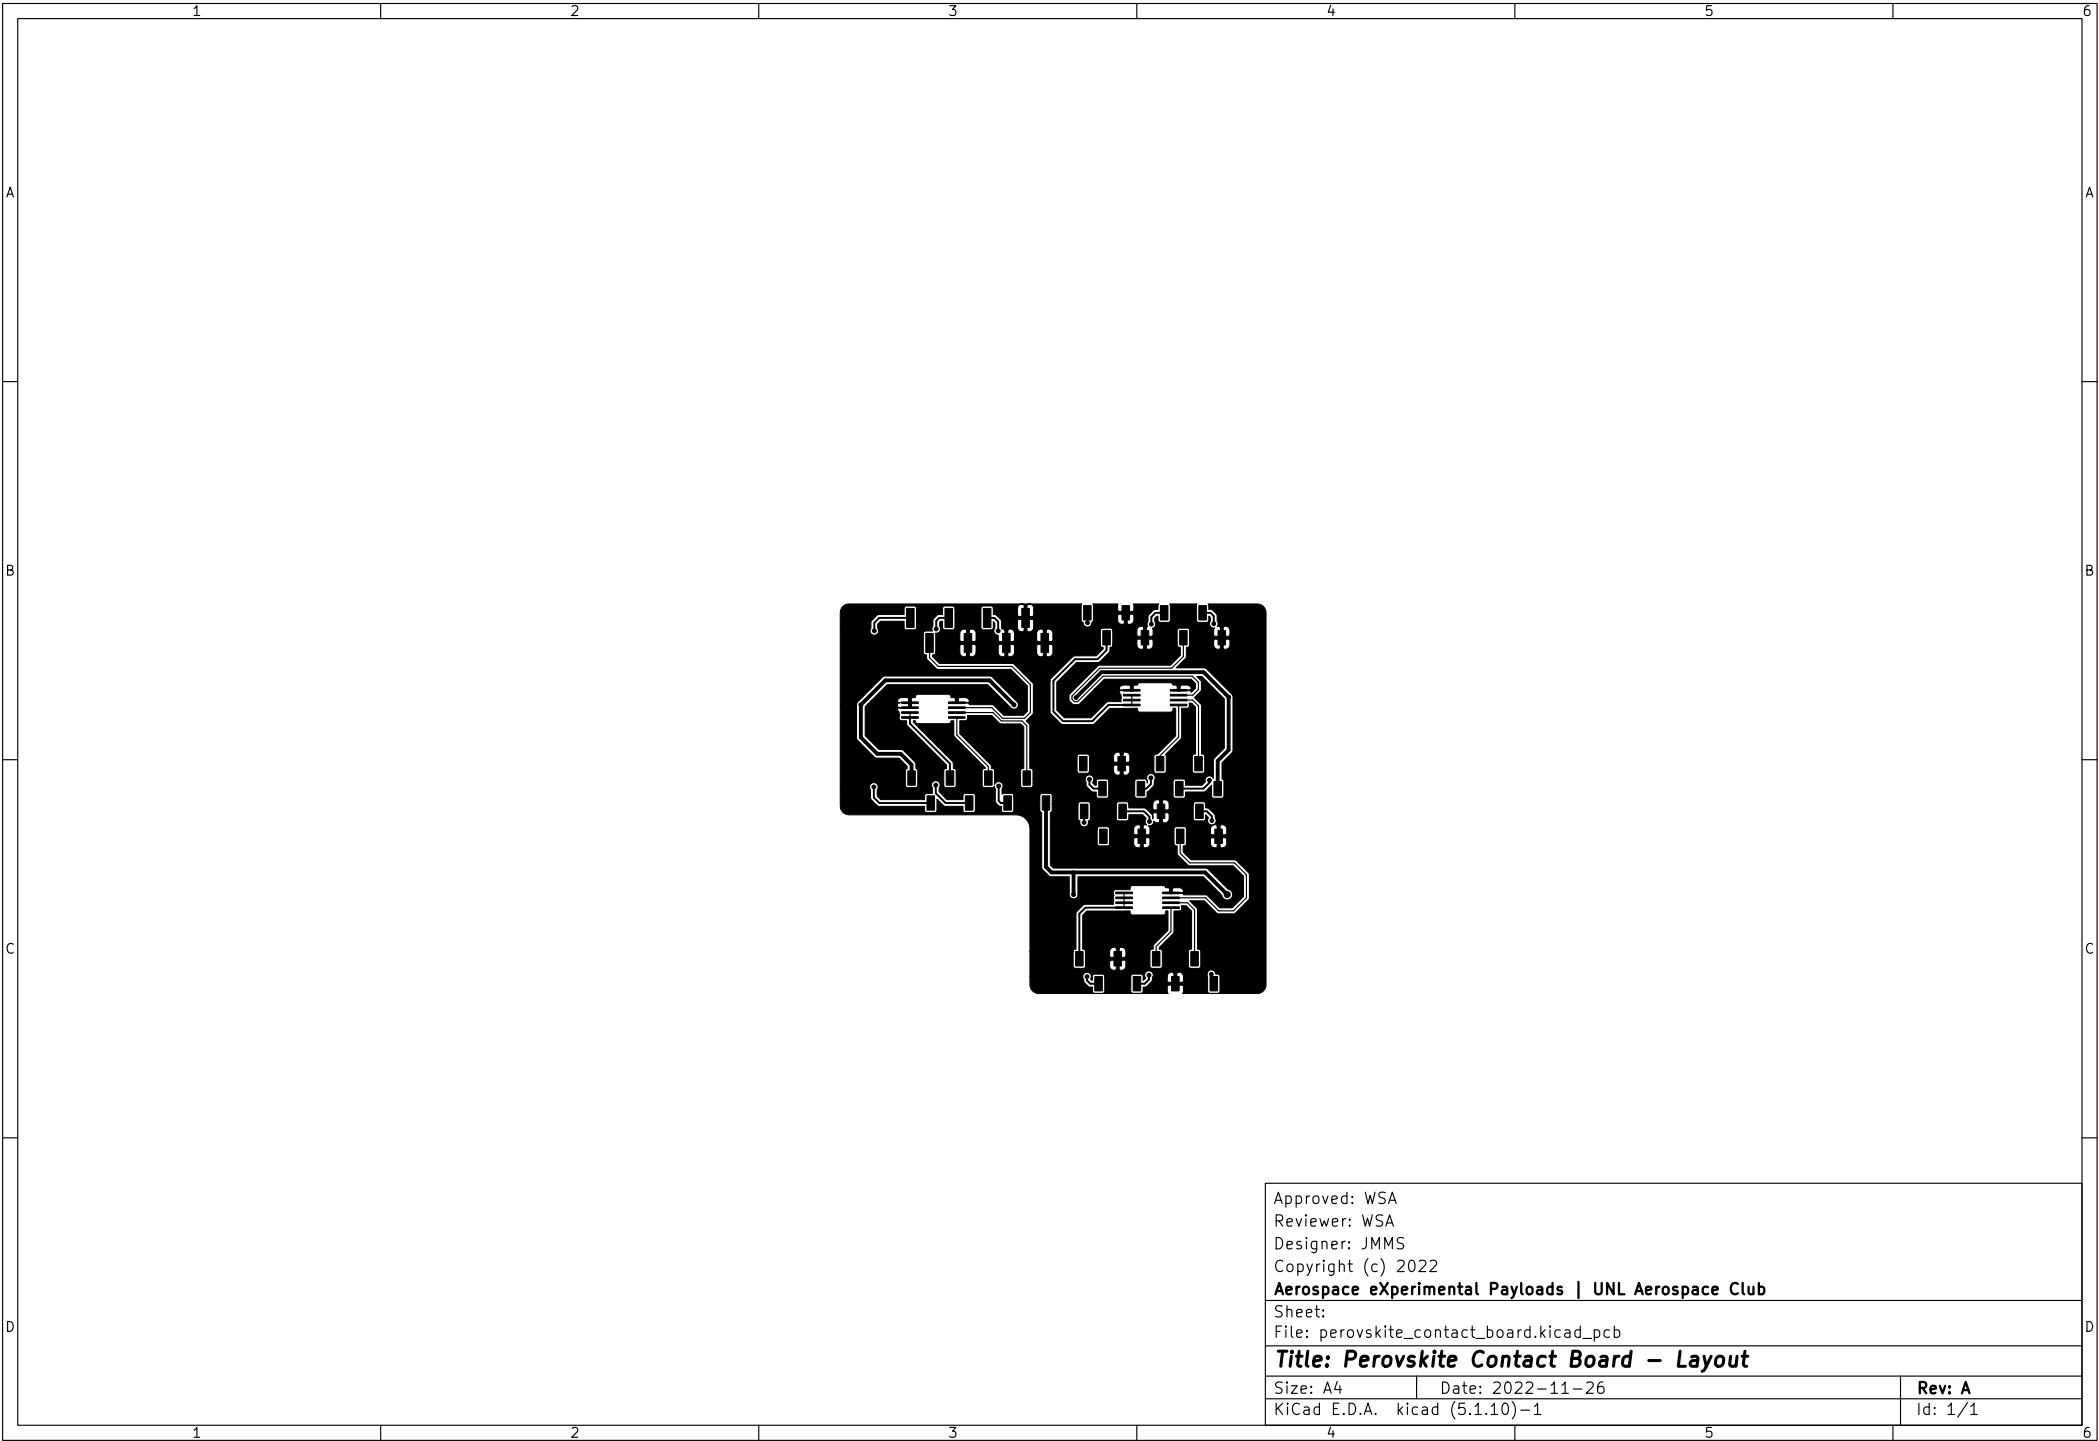 1 2 3 4 5 6
A A
B B
C C
D D
Approved: WSA
Reviewer: WSA
Designer: JMMS
Copyright (c) 2022
Aerospace eXperimental Payloads | UNL Aerospace Club
Sheet:
File: perovskite_contact_board.kicad_pcb
Title: Perovskite Contact Board – Layout
Size: A4 Date: 2022–11–26 Rev: A
KiCad E.D.A. kicad (5.1.10)–1 Id: 1/1
1 2 3 4 5 6